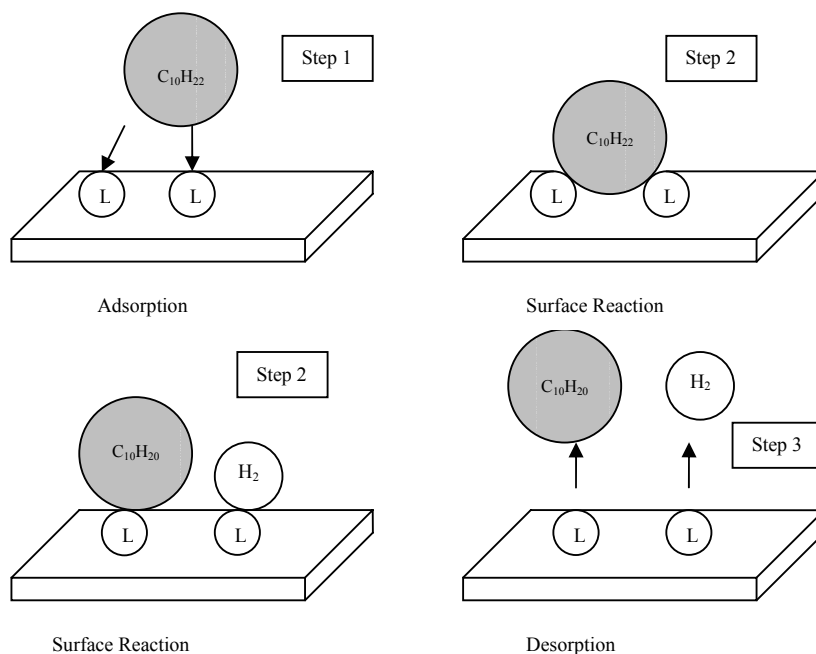 C₁₀H₂₂
Step 1
L
L
Adsorption
Step 2
C₁₀H₂₂
L
L
Surface Reaction
Step 2
C₁₀H₂₀
H₂
L
L
Surface Reaction
C₁₀H₂₀
H₂
Step 3
L
L
Desorption